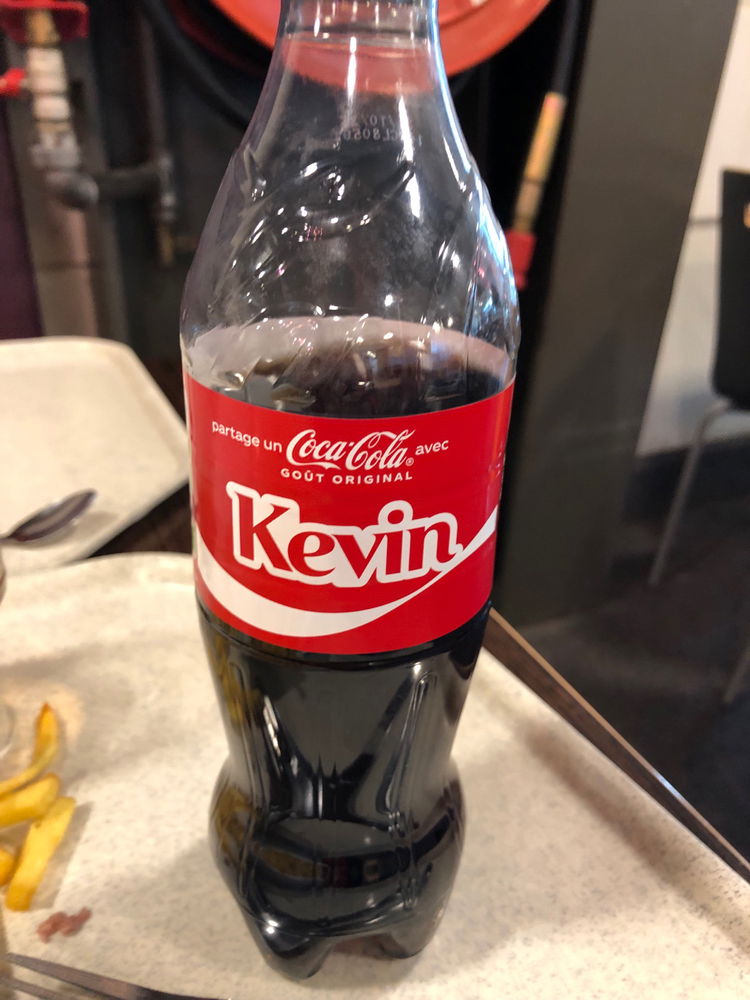 partage un Coca-Cola® avec
GOÛT ORIGINAL
Kevin